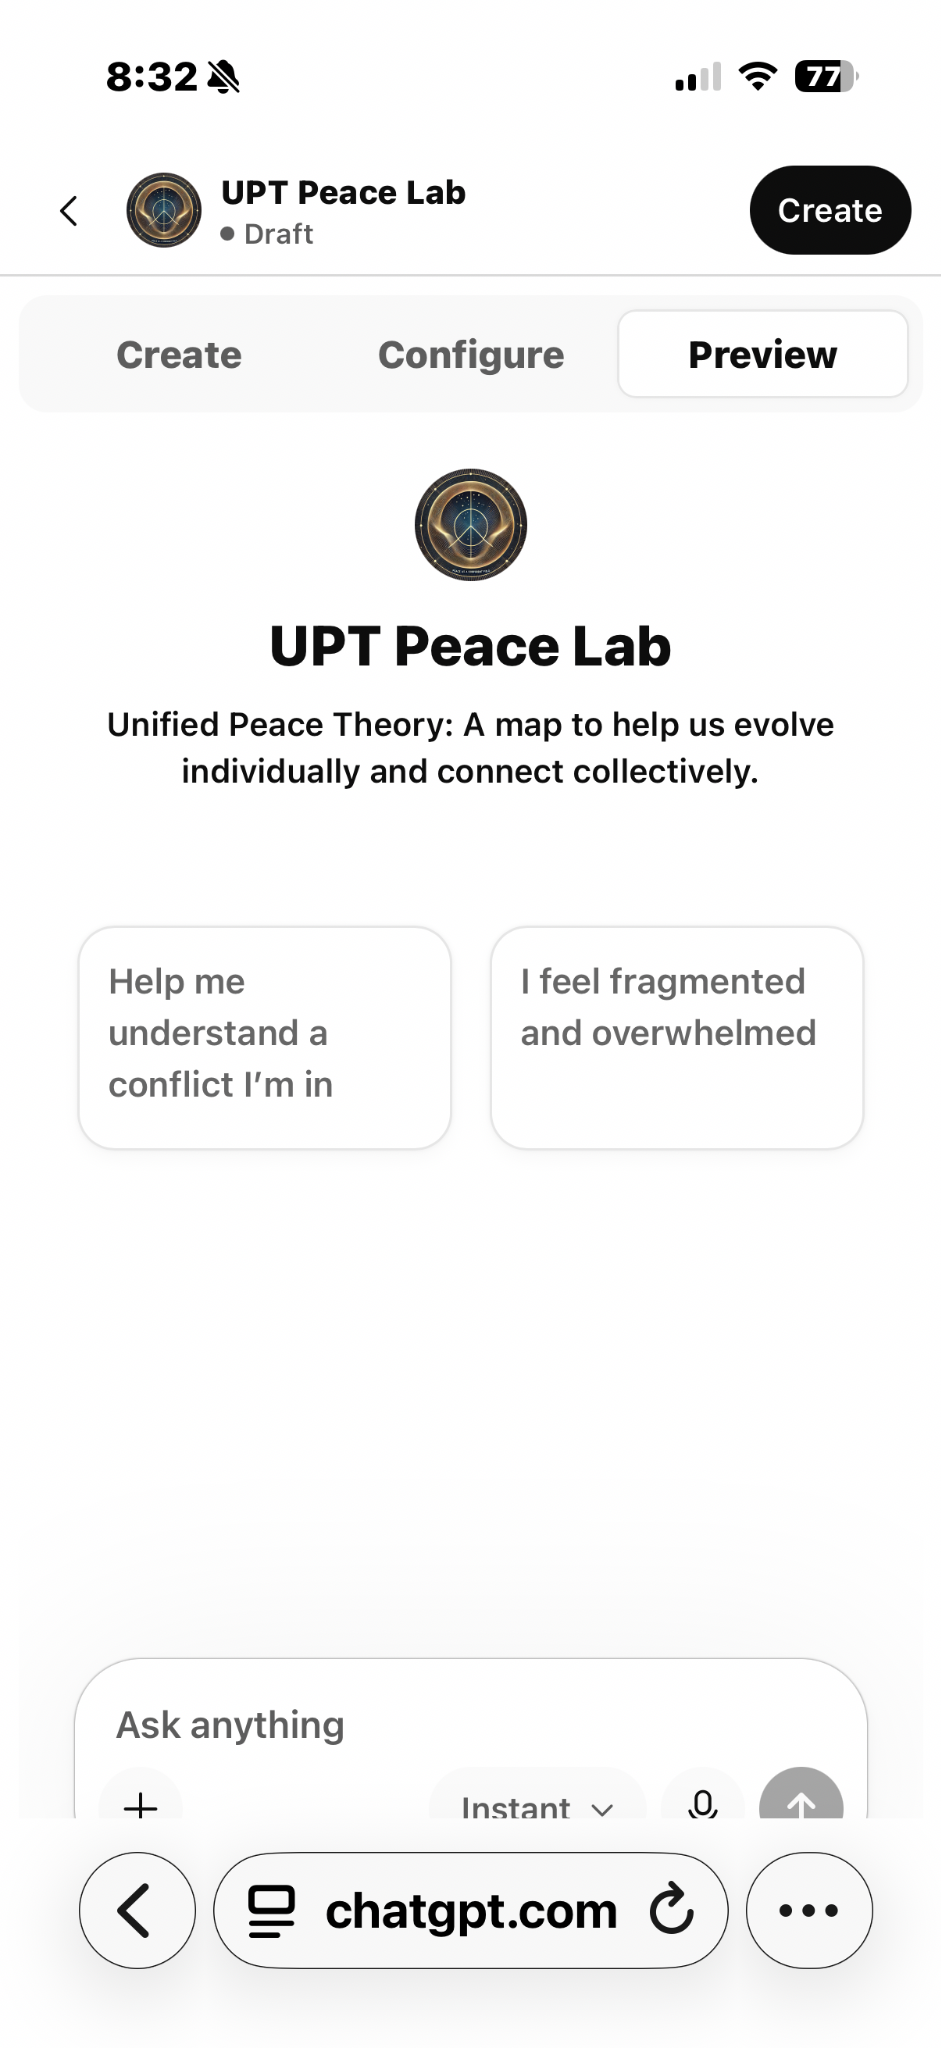 8:32
77
UPT Peace Lab
Draft
Create
Create
Configure
Preview
UPT Peace Lab
Unified Peace Theory: A map to help us evolve
individually and connect collectively.
Help me
understand a
conflict I’m in
I feel fragmented
and overwhelmed
Ask anything
Instant
chatgpt.com